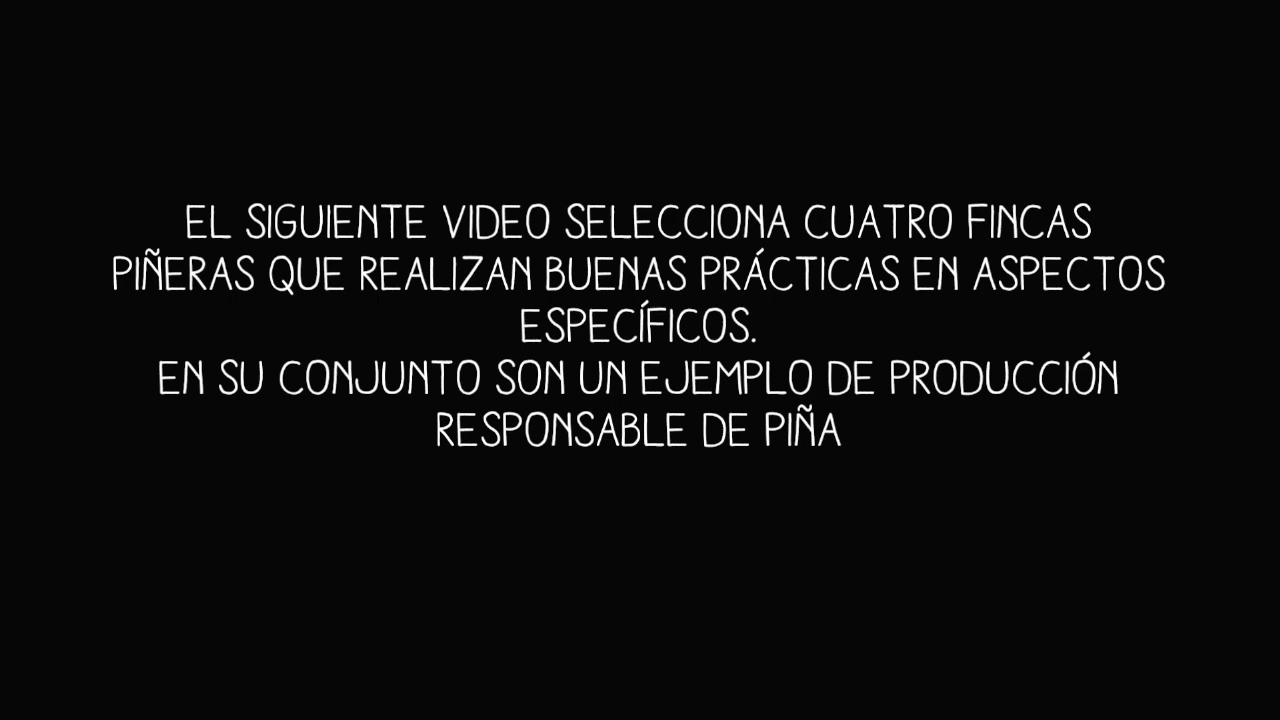 EL SIGUIENTE VIDEO SELECCIONA CUATRO FINCAS
PIÑERAS QUE REALIZAN BUENAS PRÁCTICAS EN ASPECTOS
ESPECÍFICOS.
EN SU CONJUNTO SON UN EJEMPLO DE PRODUCCIÓN
RESPONSABLE DE PIÑA